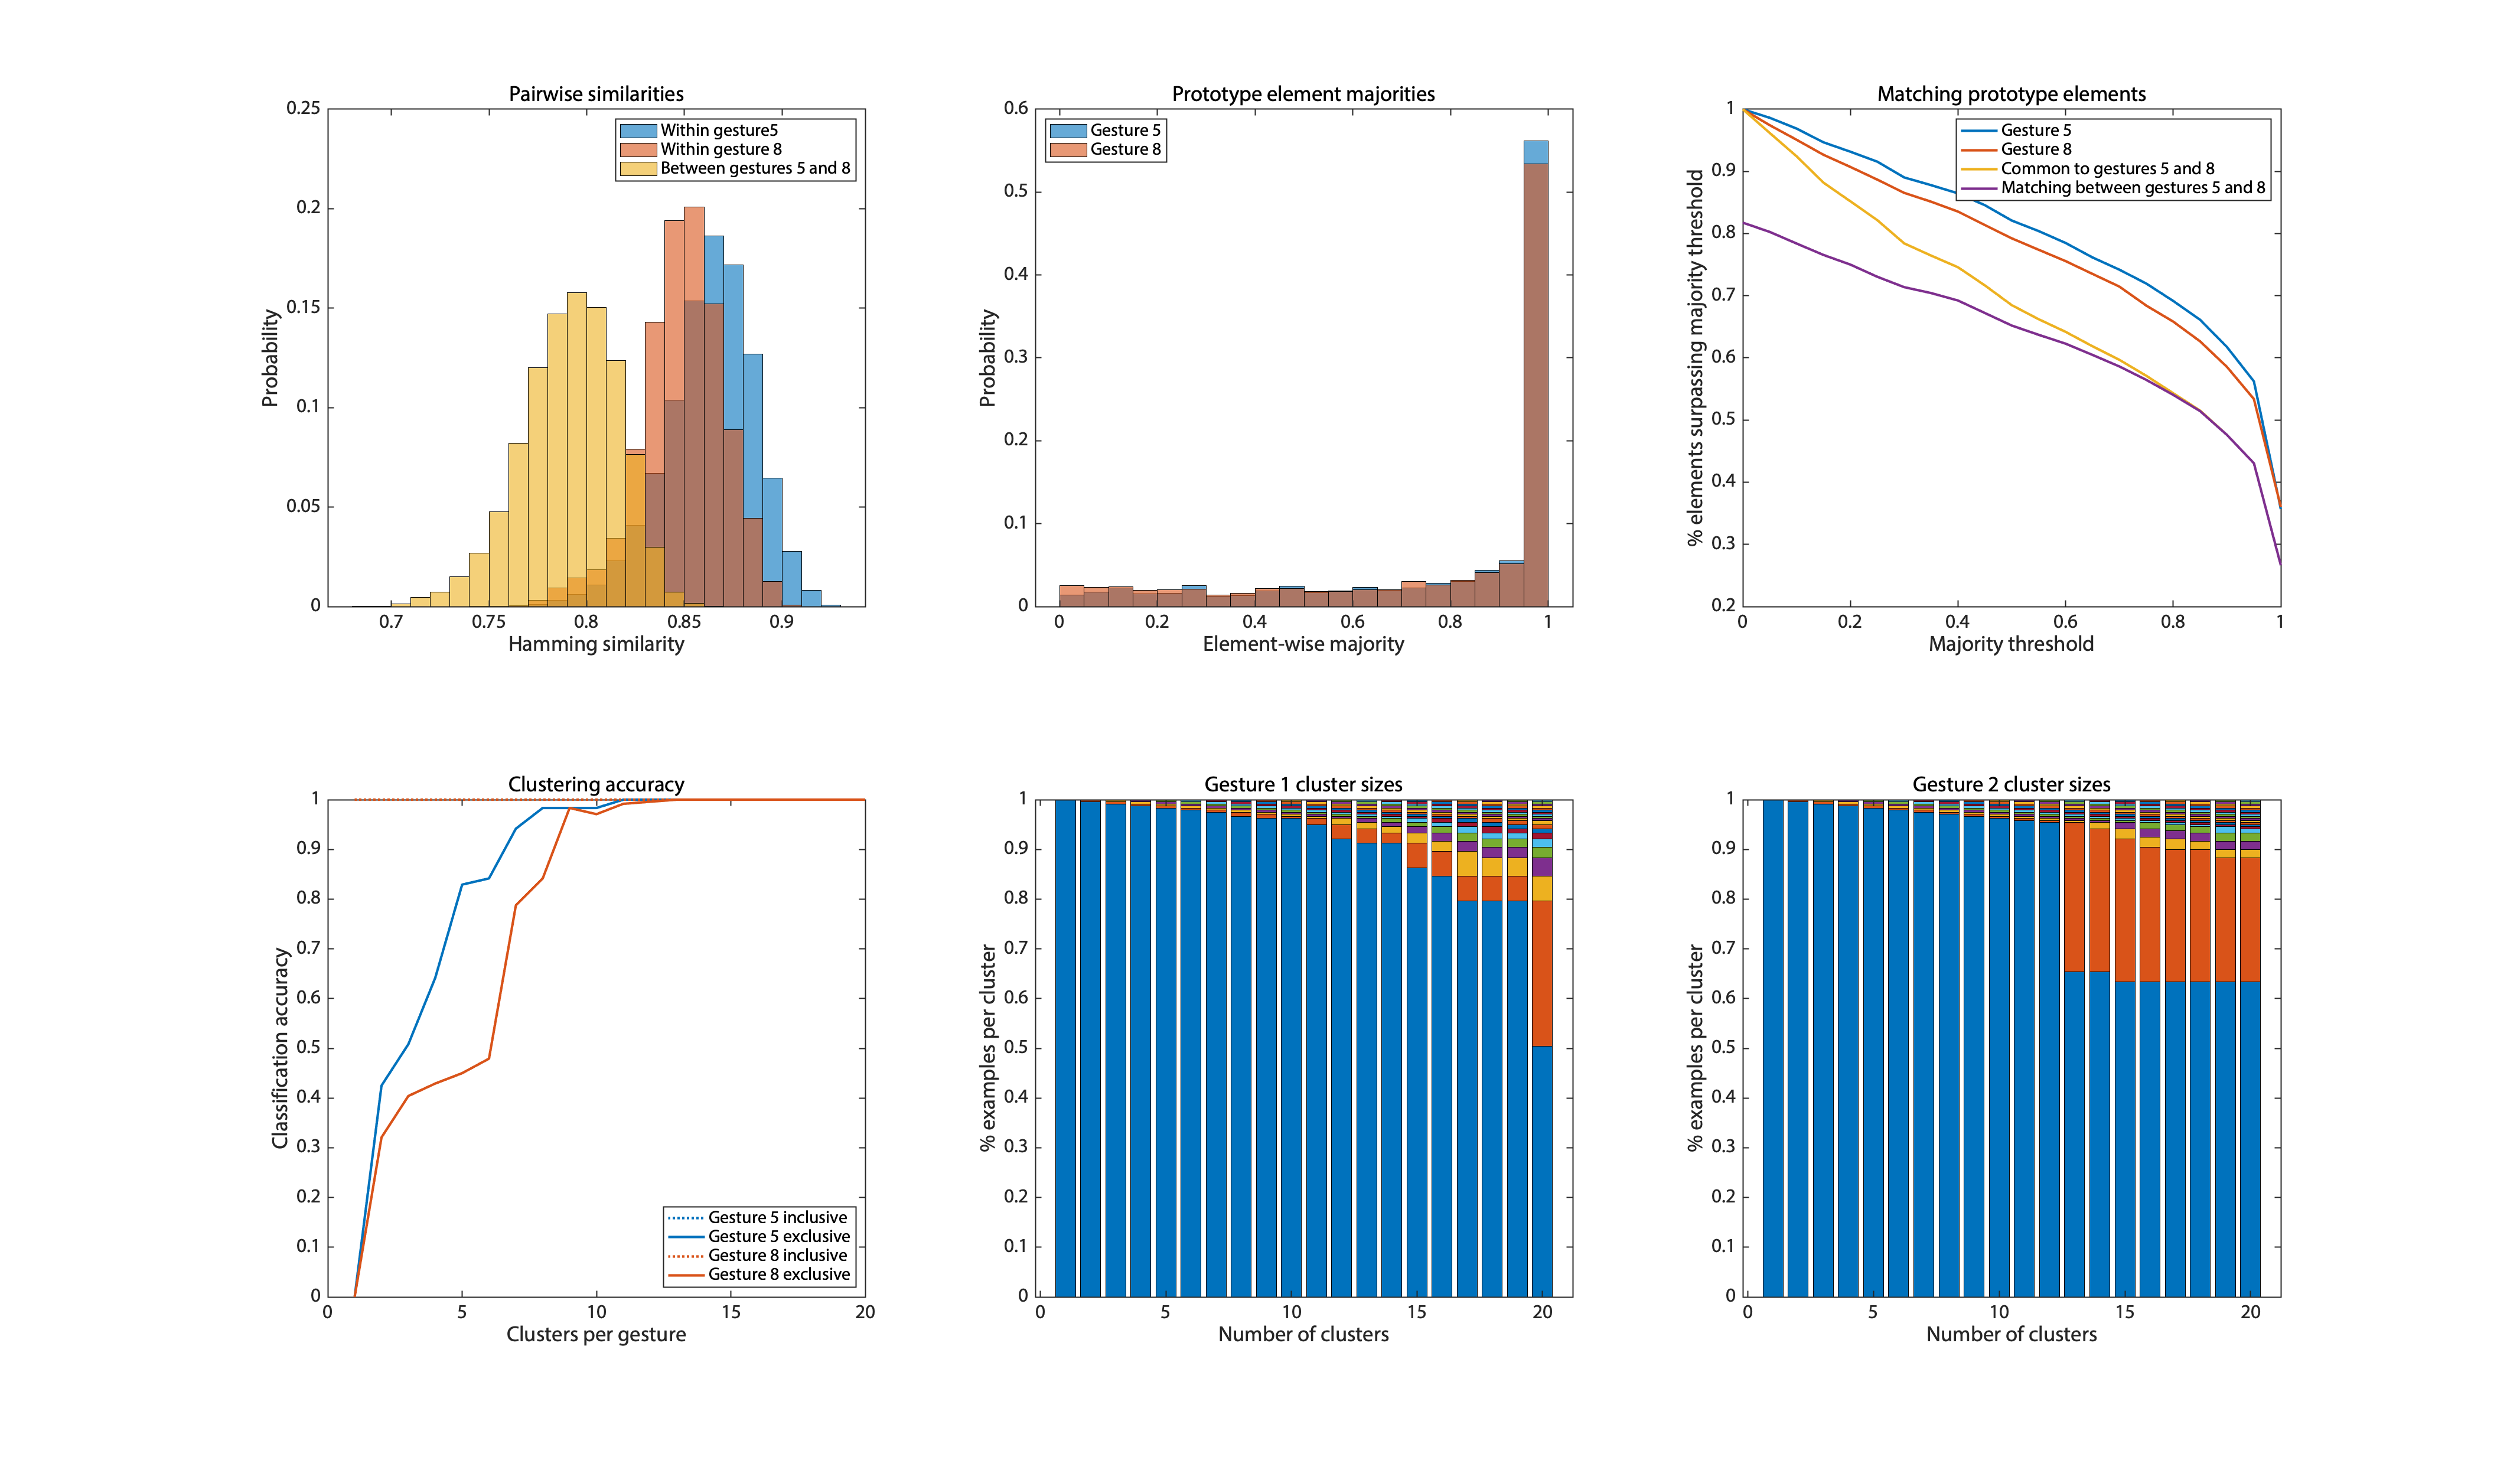 Pairwise similarities
0.25
0.2
0.15
0.1
0.05
0
Probability
Within gesture5
Within gesture 8
Between gestures 5 and 8
0.7 0.75 0.8 0.85 0.9
Hamming similarity
Prototype element majorities
0.6
0.5
0.4
0.3
0.2
0.1
0
Probability
Gesture 5
Gesture 8
0 0.2 0.4 0.6 0.8 1
Element-wise majority
Matching prototype elements
1
0.9
0.8
0.7
0.6
0.5
0.4
0.3
0.2
% elements surpassing majority threshold
Gesture 5
Gesture 8
Common to gestures 5 and 8
Matching between gestures 5 and 8
0 0.2 0.4 0.6 0.8 1
Majority threshold
Clustering accuracy
1
0.9
0.8
0.7
0.6
0.5
0.4
0.3
0.2
0.1
0
Classification accuracy
Gesture 5 inclusive
Gesture 5 exclusive
Gesture 8 inclusive
Gesture 8 exclusive
0 5 10 15 20
Clusters per gesture
Gesture 1 cluster sizes
1
0.9
0.8
0.7
0.6
0.5
0.4
0.3
0.2
0.1
0
% examples per cluster
0 5 10 15 20
Number of clusters
Gesture 2 cluster sizes
1
0.9
0.8
0.7
0.6
0.5
0.4
0.3
0.2
0.1
0
% examples per cluster
0 5 10 15 20
Number of clusters